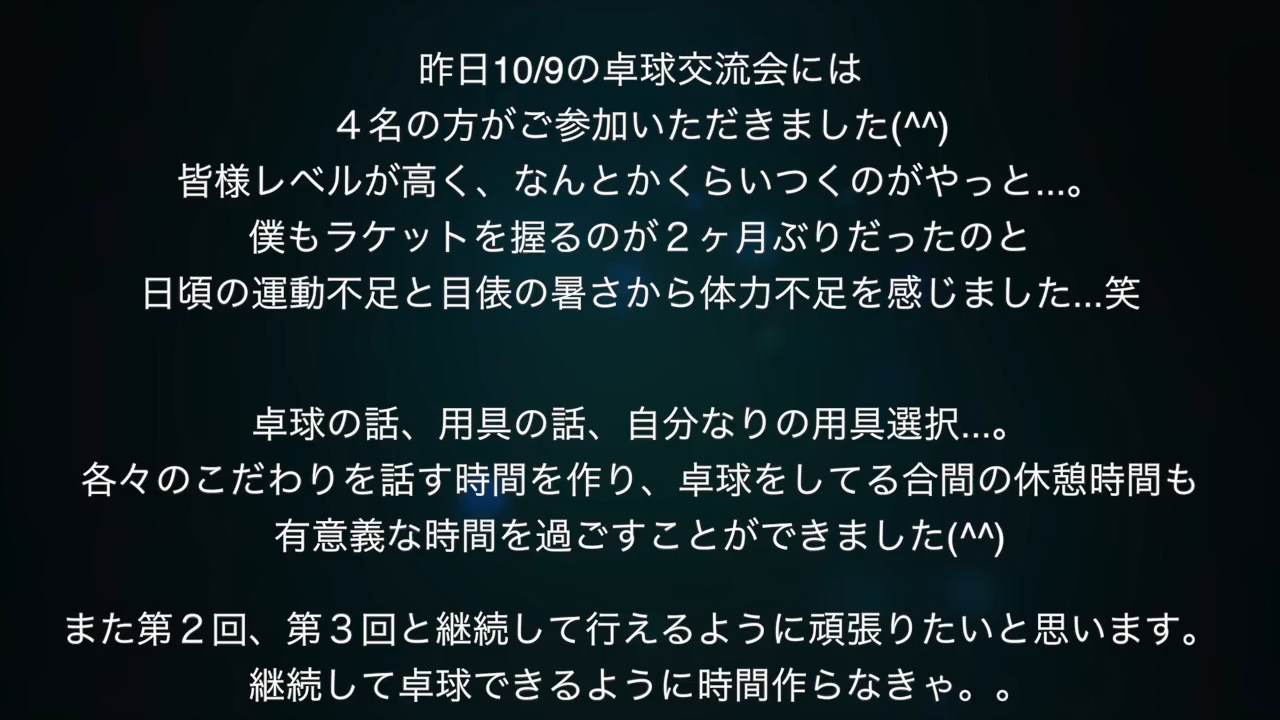 昨日10/9の卓球交流会には
４名の方がご参加いただきました(^^)
皆様レベルが高く、なんとかくらいつくのがやっと...。
僕もラケットを握るのが２ヶ月ぶりだったのと
日頃の運動不足と目俵の暑さから体力不足を感じました...笑
卓球の話、用具の話、自分なりの用具選択...。
各々のこだわりを話す時間を作り、卓球をしてる合間の休憩時間も
有意義な時間を過ごすことができました(^^)
また第２回、第３回と継続して行えるように頑張りたいと思います。
継続して卓球できるように時間作らなきゃ。。